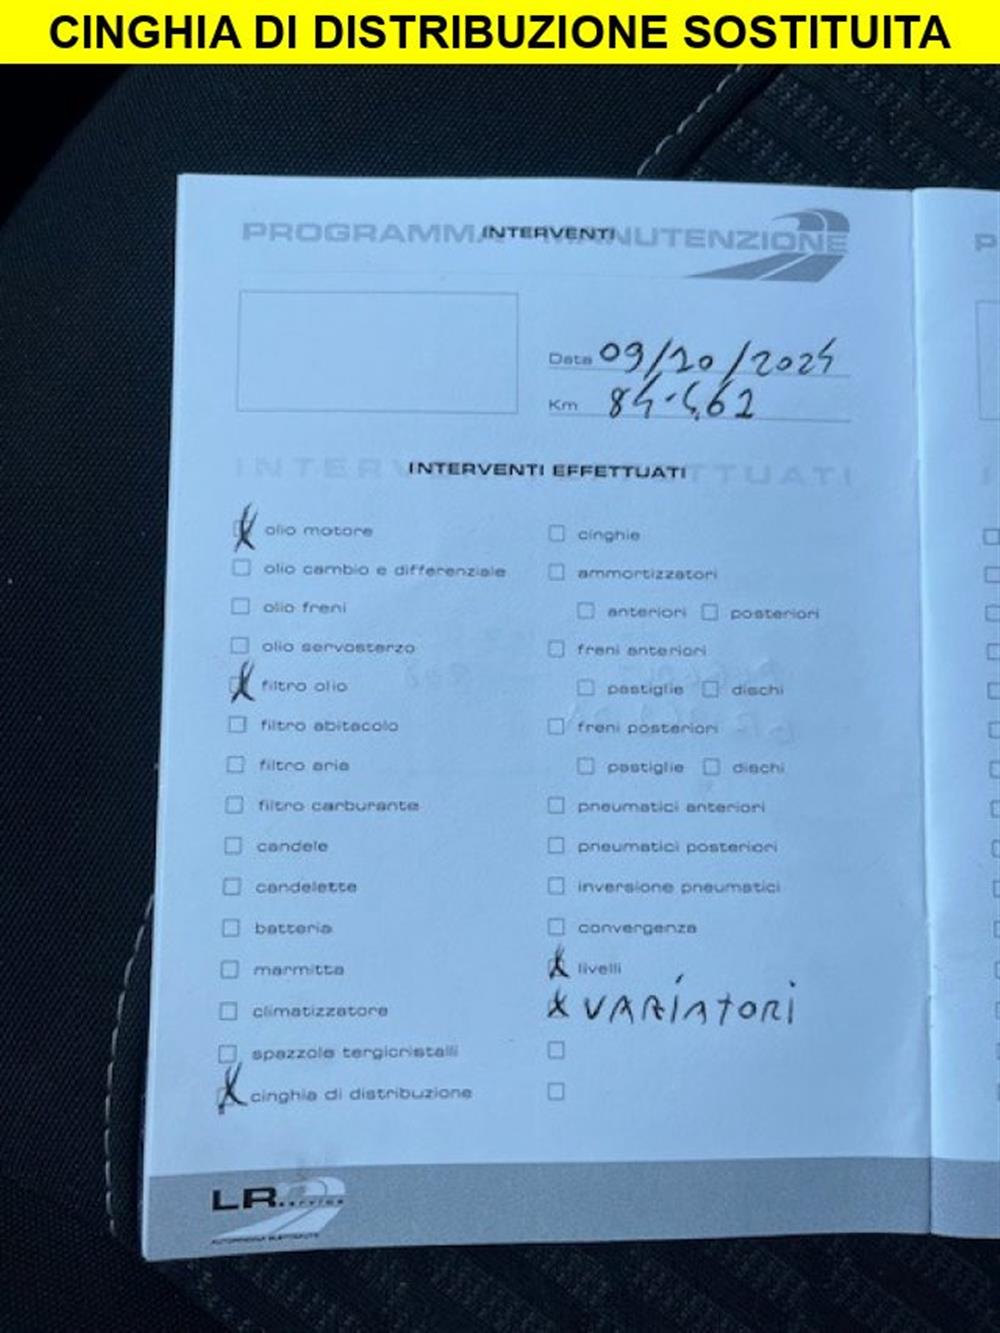 CINGHIA DI DISTRIBUZIONE SOSTITUITA
PROGRAMMA MANUTENZIONE
INTERVENTI
Data 09/10/2024
Km 84.462
INTERVENTI EFFETTUATI
olio motore
olio cambio e differenziale
olio freni
olio servosterzo
filtro olio
filtro abitacolo
filtro aria
filtro carburante
candele
candelette
batteria
marmitta
climatizzatore
spazzole tergicristalli
cinghia di distribuzione
cinghie
ammortizzatori
anteriori posteriori
freni anteriori
pastiglie dischi
freni posteriori
pastiglie dischi
pneumatici anteriori
pneumatici posteriori
inversione pneumatici
convergenza
livelli
VARIATORI
LR service